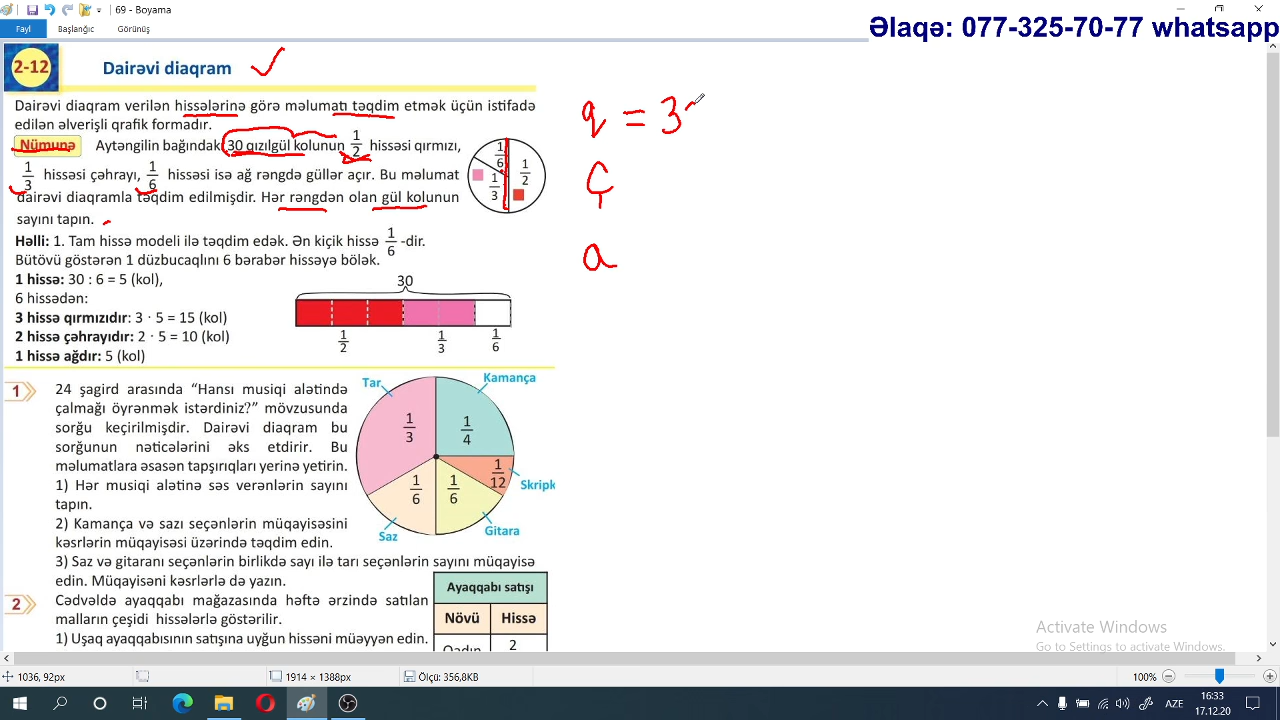 69 - Boyama
Əlaqə: 077-325-70-77 whatsapp
Fayl
Başlanğıc
Görünüş
2-12
Dairəvi diaqram
Dairəvi diaqram verilən hissələrinə görə məlumatı təqdim etmək üçün istifadə
edilən əlverişli qrafik formadır.
Nümunə Aytəngilin bağındakı 30 qızılgül kolunun 1/2 hissəsi qırmızı,
1/3 hissəsi çəhrayı, 1/6 hissəsi isə ağ rəngdə güllər açır. Bu məlumat
dairəvi diaqramla təqdim edilmişdir. Hər rəngdən olan gül kolunun
sayını tapın.
1/6
1/2
1/3
q = 3
Ç
a
Həlli: 1. Tam hissə modeli ilə təqdim edək. Ən kiçik hissə 1/6 -dir.
Bütövü göstərən 1 düzbucaqlını 6 bərabər hissəyə bölək.
1 hissə: 30 : 6 = 5 (kol),
6 hissədən:
3 hissə qırmızıdır: 3 · 5 = 15 (kol)
2 hissə çəhrayıdır: 2 · 5 = 10 (kol)
1 hissə ağdır: 5 (kol)
30
1/2 1/3 1/6
1
24 şagird arasında “Hansı musiqi alətində
çalmağı öyrənmək istərdiniz?” mövzusunda
sorğu keçirilmişdir. Dairəvi diaqram bu
sorğunun nəticələrini əks etdirir. Bu
məlumatlara əsasən tapşırıqları yerinə yetirin.
1) Hər musiqi alətinə səs verənlərin sayını
tapın.
2) Kamança və sazı seçənlərin müqayisəsini
kəsrlərin müqayisəsi üzərində təqdim edin.
3) Saz və gitaranı seçənlərin birlikdə sayı ilə tarı seçənlərin sayını müqayisə
edin. Müqayisəni kəsrlərlə də yazın.
Tar
Kamança
1/3
1/4
1/12
Skripk
1/6
1/6
Saz
Gitara
2
Cədvəldə ayaqqabı mağazasında həftə ərzində satılan
malların çeşidi hissələrlə göstərilir.
1) Uşaq ayaqqabısının satışına uyğun hissəni müəyyən edin.
Ayaqqabı satışı
Növü Hissə
Qadın 2
Activate Windows
Go to Settings to activate Windows.
1036, 92px
1914 × 1388px
Ölçü: 356,8KB
100%
AZE
16:33
17.12.20